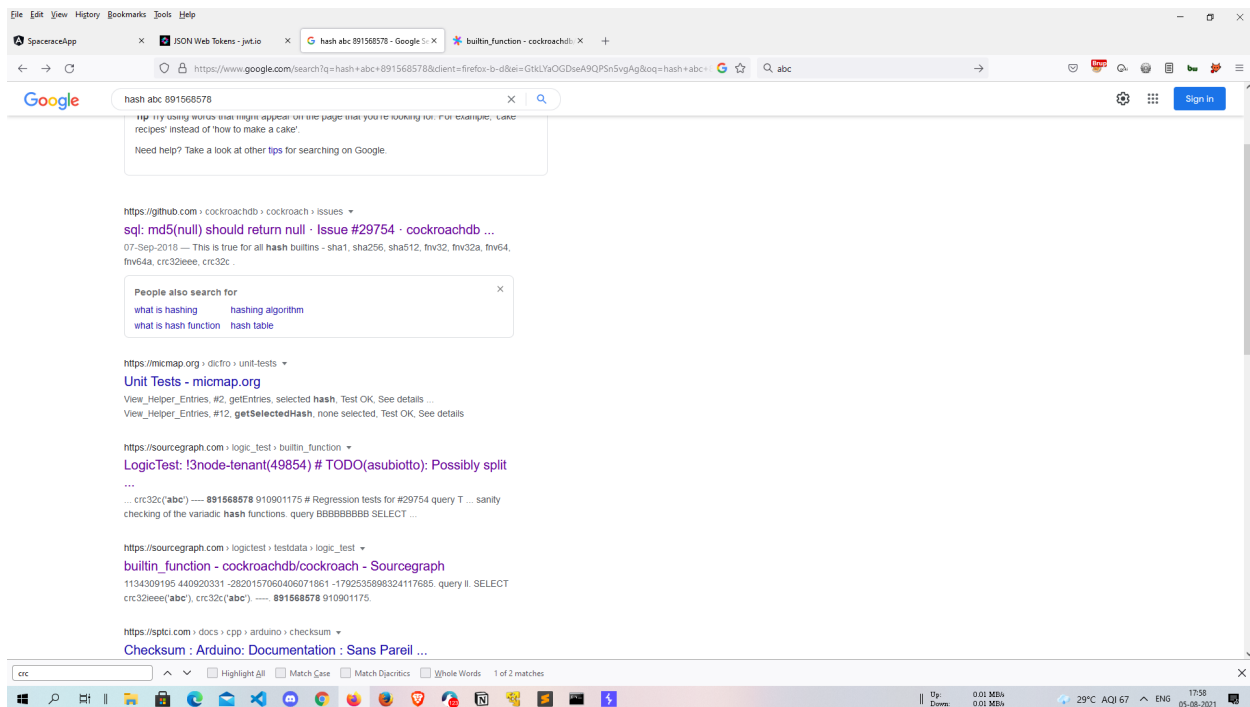 File Edit View History Bookmarks Tools Help
SpaceraceApp
JSON Web Tokens - jwt.io
hash abc 891568578 - Google Se
builtin_function - cockroachdb
https://www.google.com/search?q=hash+abc+891568578&client=firefox-b-d&ei=GtkLYaOGDseA9QPSn5vgAg&oq=hash+abc+
abc
Google
hash abc 891568578
Sign in
Tip Try using words that might appear on the page that you're looking for. For example, 'cake
recipes' instead of 'how to make a cake'.
Need help? Take a look at other tips for searching on Google.
https://github.com › cockroachdb › cockroach › issues
sql: md5(null) should return null · Issue #29754 · cockroachdb ...
07-Sep-2018 — This is true for all hash builtins - sha1, sha256, sha512, fnv32, fnv32a, fnv64,
fnv64a, crc32ieee, crc32c .
People also search for
what is hashing hashing algorithm
what is hash function hash table
https://micmap.org › dicfro › unit-tests
Unit Tests - micmap.org
View_Helper_Entries, #2, getEntries, selected hash, Test OK, See details ...
View_Helper_Entries, #12, getSelectedHash, none selected, Test OK, See details
https://sourcegraph.com › logic_test › builtin_function
LogicTest: !3node-tenant(49854) # TODO(asubiotto): Possibly split
...
... crc32c('abc') ---- 891568578 910901175 # Regression tests for #29754 query T ... sanity
checking of the variadic hash functions. query BBBBBBBBB SELECT ...
https://sourcegraph.com › logictest › testdata › logic_test
builtin_function - cockroachdb/cockroach - Sourcegraph
1134309195 440920331 -2820157060406071861 -1792535898324117685. query II. SELECT
crc32ieee('abc'), crc32c('abc'). ----. 891568578 910901175.
https://sptci.com › docs › cpp › arduino › checksum
Checksum : Arduino: Documentation : Sans Pareil ...
crc
Highlight All Match Case Match Diacritics Whole Words 1 of 2 matches
Up: 0.01 MB/s
Down: 0.01 MB/s
29°C AQI 67
ENG
17:58
05-08-2021